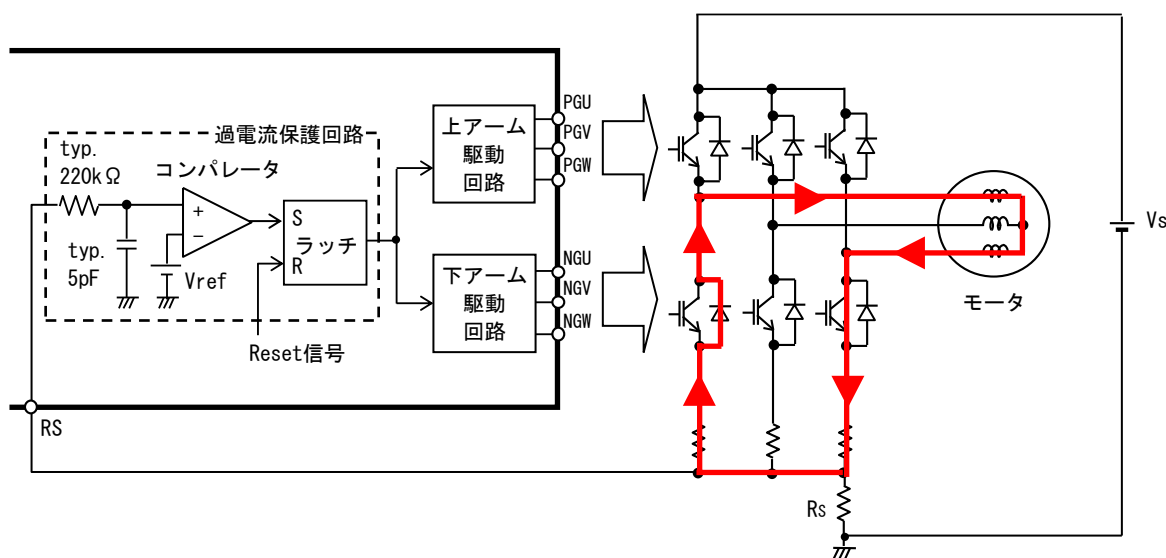 過電流保護回路
typ.
220kΩ
コンパレータ
+
−
typ.
5pF
Vref
S
ラッチ
R
Reset信号
RS
上アーム
駆動
回路
PGU
PGV
PGW
下アーム
駆動
回路
NGU
NGV
NGW
モータ
Vs
Rs